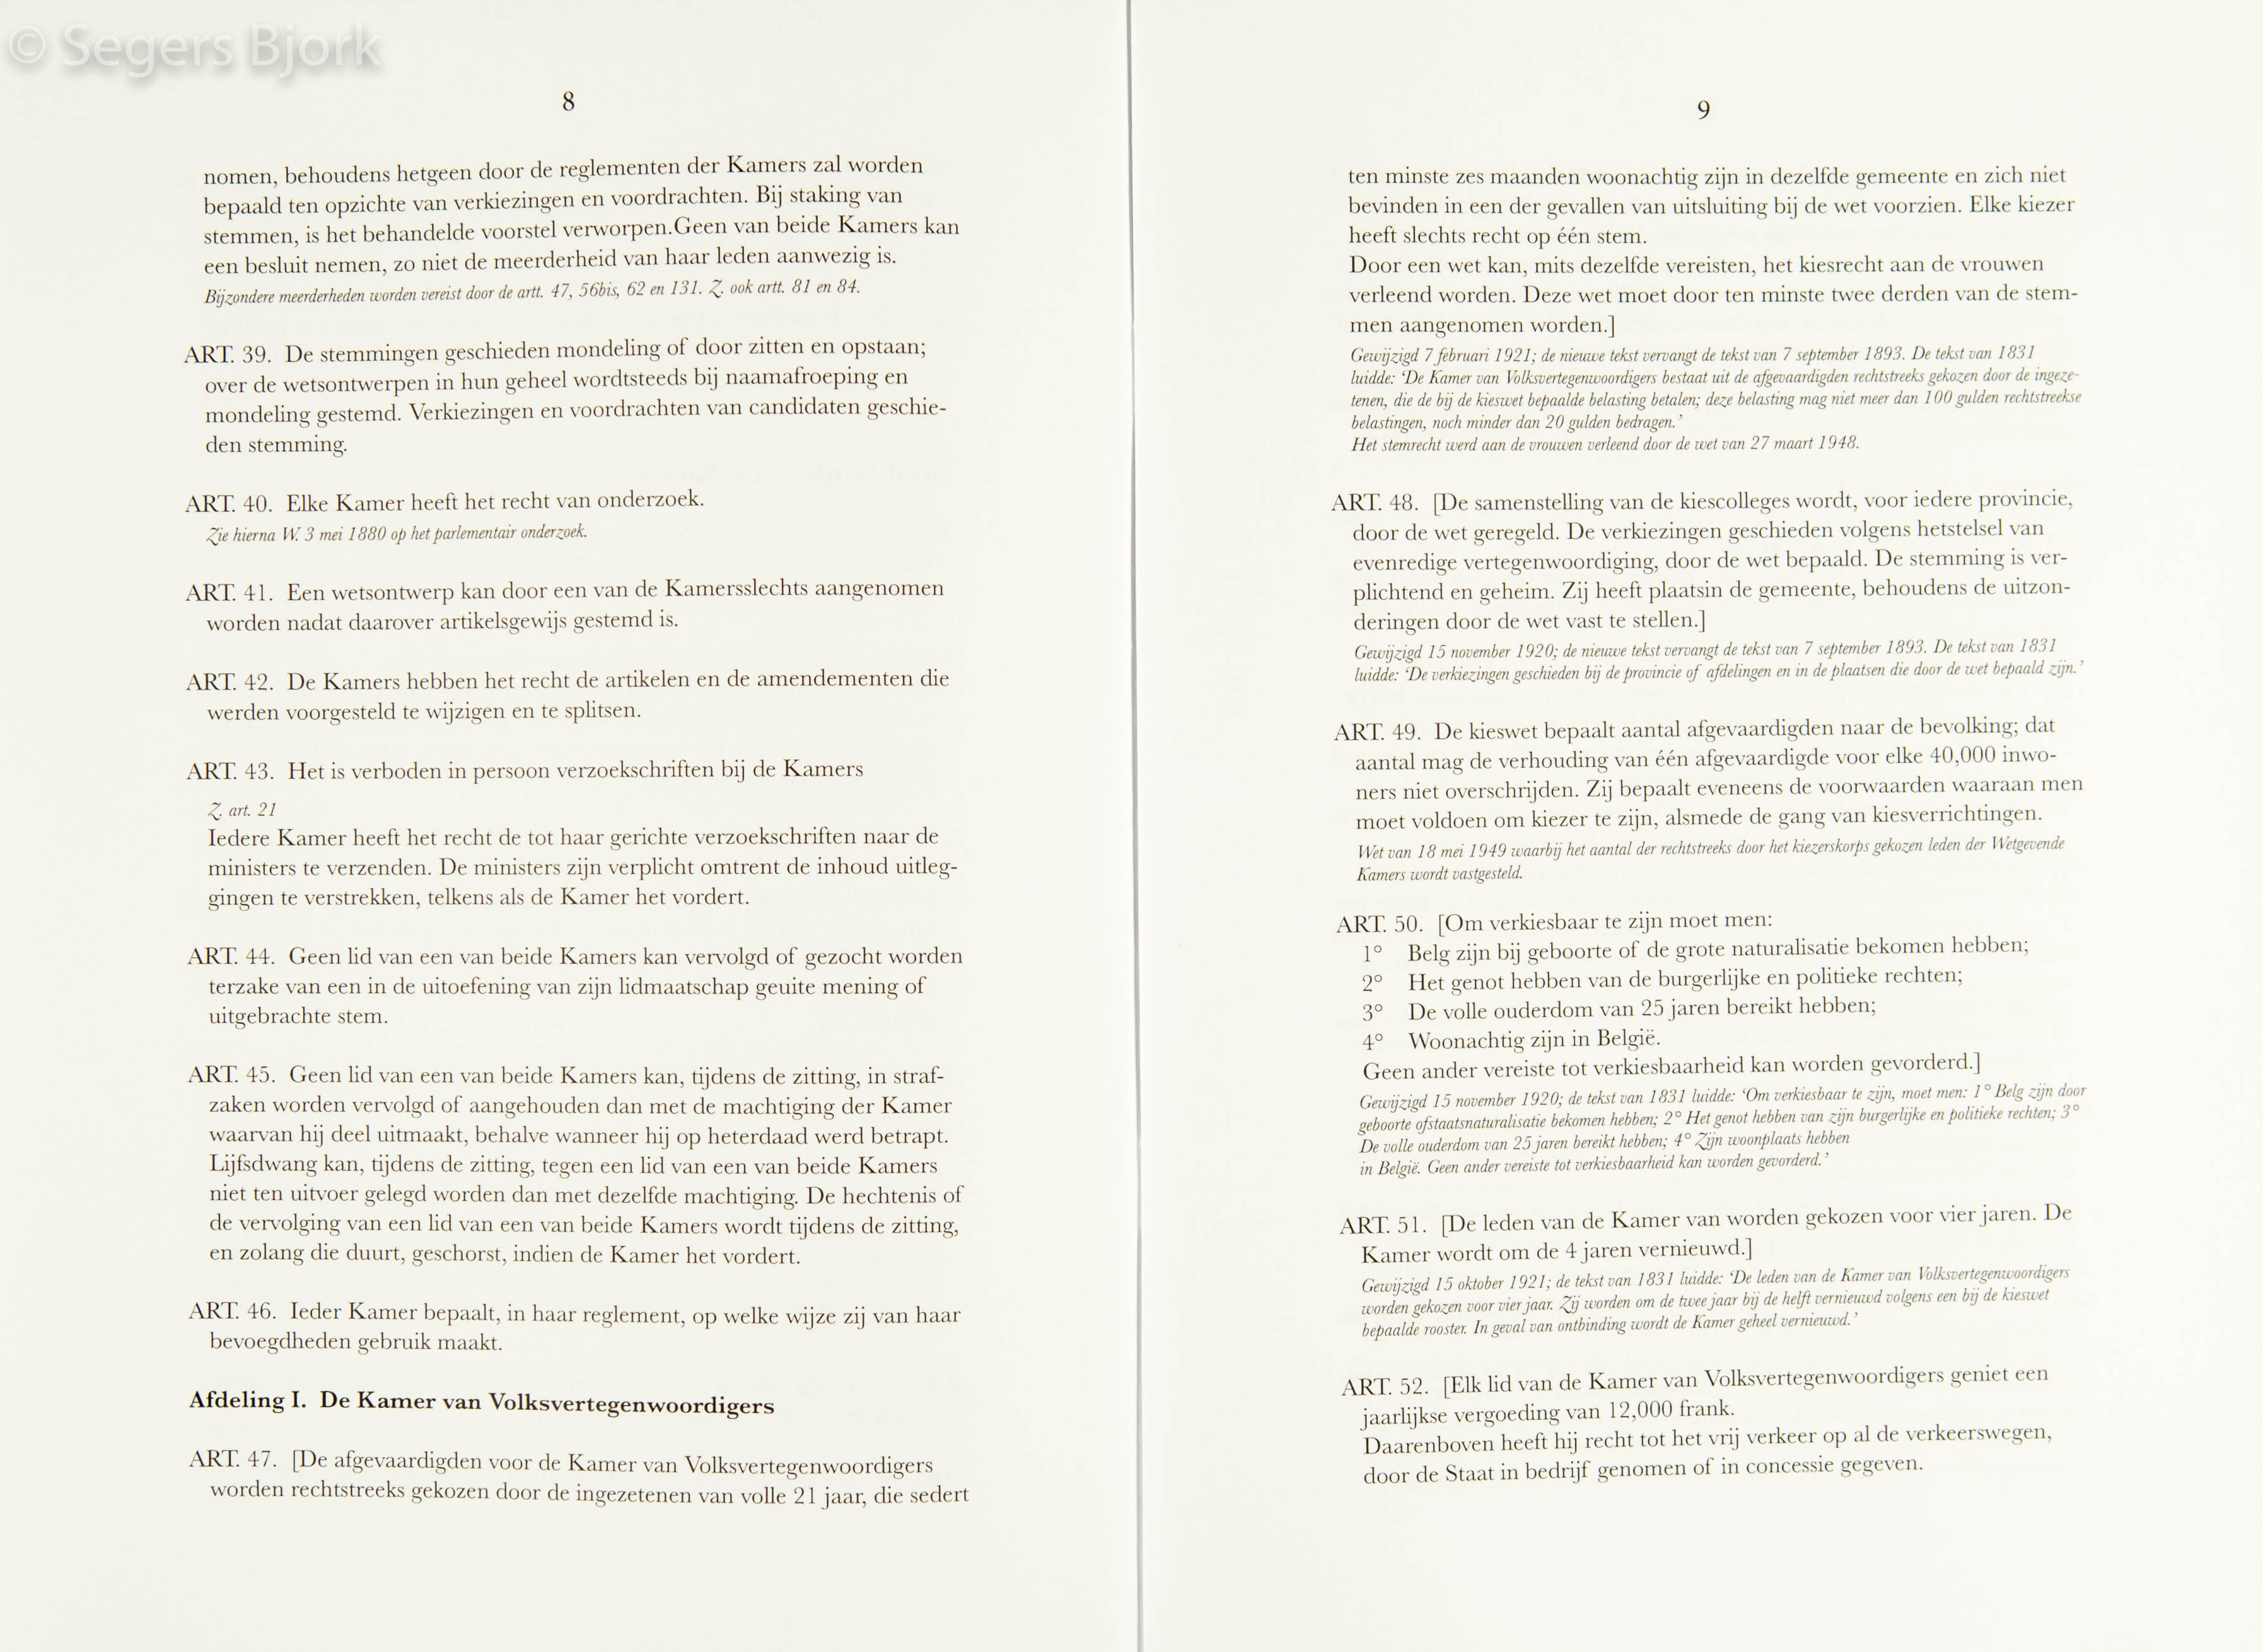 © Segers Bjork
8
nomen, behoudens hetgeen door de reglementen der Kamers zal worden
bepaald ten opzichte van verkiezingen en voordrachten. Bij staking van
stemmen, is het behandelde voorstel verworpen.Geen van beide Kamers kan
een besluit nemen, zo niet de meerderheid van haar leden aanwezig is.
Bijzondere meerderheden worden vereist door de artt. 47, 56bis, 62 en 131. Z. ook artt. 81 en 84.
ART. 39. De stemmingen geschieden mondeling of door zitten en opstaan;
over de wetsontwerpen in hun geheel wordtsteeds bij naamafroeping en
mondeling gestemd. Verkiezingen en voordrachten van candidaten geschie-
den stemming.
ART. 40. Elke Kamer heeft het recht van onderzoek.
Zie hierna W. 3 mei 1880 op het parlementair onderzoek.
ART. 41. Een wetsontwerp kan door een van de Kamersslechts aangenomen
worden nadat daarover artikelsgewijs gestemd is.
ART. 42. De Kamers hebben het recht de artikelen en de amendementen die
werden voorgesteld te wijzigen en te splitsen.
ART. 43. Het is verboden in persoon verzoekschriften bij de Kamers
Z. art. 21
Iedere Kamer heeft het recht de tot haar gerichte verzoekschriften naar de
ministers te verzenden. De ministers zijn verplicht omtrent de inhoud uitleg-
gingen te verstrekken, telkens als de Kamer het vordert.
ART. 44. Geen lid van een van beide Kamers kan vervolgd of gezocht worden
terzake van een in de uitoefening van zijn lidmaatschap geuite mening of
uitgebrachte stem.
ART. 45. Geen lid van een van beide Kamers kan, tijdens de zitting, in straf-
zaken worden vervolgd of aangehouden dan met de machtiging der Kamer
waarvan hij deel uitmaakt, behalve wanneer hij op heterdaad werd betrapt.
Lijfsdwang kan, tijdens de zitting, tegen een lid van een van beide Kamers
niet ten uitvoer gelegd worden dan met dezelfde machtiging. De hechtenis of
de vervolging van een lid van een van beide Kamers wordt tijdens de zitting,
en zolang die duurt, geschorst, indien de Kamer het vordert.
ART. 46. Ieder Kamer bepaalt, in haar reglement, op welke wijze zij van haar
bevoegdheden gebruik maakt.
Afdeling I. De Kamer van Volksvertegenwoordigers
ART. 47. [De afgevaardigden voor de Kamer van Volksvertegenwoordigers
worden rechtstreeks gekozen door de ingezetenen van volle 21 jaar, die sedert
9
ten minste zes maanden woonachtig zijn in dezelfde gemeente en zich niet
bevinden in een der gevallen van uitsluiting bij de wet voorzien. Elke kiezer
heeft slechts recht op één stem.
Door een wet kan, mits dezelfde vereisten, het kiesrecht aan de vrouwen
verleend worden. Deze wet moet door ten minste twee derden van de stem-
men aangenomen worden.]
Gewijzigd 7 februari 1921; de nieuwe tekst vervangt de tekst van 7 september 1893. De tekst van 1831
luidde: ‘De Kamer van Volksvertegenwoordigers bestaat uit de afgevaardigden rechtstreeks gekozen door de ingeze-
tenen, die de bij de kieswet bepaalde belasting betalen; deze belasting mag niet meer dan 100 gulden rechtstreekse
belastingen, noch minder dan 20 gulden bedragen.’
Het stemrecht werd aan de vrouwen verleend door de wet van 27 maart 1948.
ART. 48. [De samenstelling van de kiescolleges wordt, voor iedere provincie,
door de wet geregeld. De verkiezingen geschieden volgens hetstelsel van
evenredige vertegenwoordiging, door de wet bepaald. De stemming is ver-
plichtend en geheim. Zij heeft plaatsin de gemeente, behoudens de uitzon-
deringen door de wet vast te stellen.]
Gewijzigd 15 november 1920; de nieuwe tekst vervangt de tekst van 7 september 1893. De tekst van 1831
luidde: ‘De verkiezingen geschieden bij de provincie of afdelingen en in de plaatsen die door de wet bepaald zijn.’
ART. 49. De kieswet bepaalt aantal afgevaardigden naar de bevolking; dat
aantal mag de verhouding van één afgevaardigde voor elke 40,000 inwo-
ners niet overschrijden. Zij bepaalt eveneens de voorwaarden waaraan men
moet voldoen om kiezer te zijn, alsmede de gang van kiesverrichtingen.
Wet van 18 mei 1949 waarbij het aantal der rechtstreeks door het kiezerskorps gekozen leden der Wetgevende
Kamers wordt vastgesteld.
ART. 50. [Om verkiesbaar te zijn moet men:
1° Belg zijn bij geboorte of de grote naturalisatie bekomen hebben;
2° Het genot hebben van de burgerlijke en politieke rechten;
3° De volle ouderdom van 25 jaren bereikt hebben;
4° Woonachtig zijn in België.
Geen ander vereiste tot verkiesbaarheid kan worden gevorderd.]
Gewijzigd 15 november 1920; de tekst van 1831 luidde: ‘Om verkiesbaar te zijn, moet men: 1° Belg zijn door
geboorte ofstaatsnaturalisatie bekomen hebben; 2° Het genot hebben van zijn burgerlijke en politieke rechten; 3°
De volle ouderdom van 25 jaren bereikt hebben; 4° Zijn woonplaats hebben
in België. Geen ander vereiste tot verkiesbaarheid kan worden gevorderd.’
ART. 51. [De leden van de Kamer van worden gekozen voor vier jaren. De
Kamer wordt om de 4 jaren vernieuwd.]
Gewijzigd 15 oktober 1921; de tekst van 1831 luidde: ‘De leden van de Kamer van Volksvertegenwoordigers
worden gekozen voor vier jaar. Zij worden om de twee jaar bij de helft vernieuwd volgens een bij de kieswet
bepaalde rooster. In geval van ontbinding wordt de Kamer geheel vernieuwd.’
ART. 52. [Elk lid van de Kamer van Volksvertegenwoordigers geniet een
jaarlijkse vergoeding van 12,000 frank.
Daarenboven heeft hij recht tot het vrij verkeer op al de verkeerswegen,
door de Staat in bedrijf genomen of in concessie gegeven.